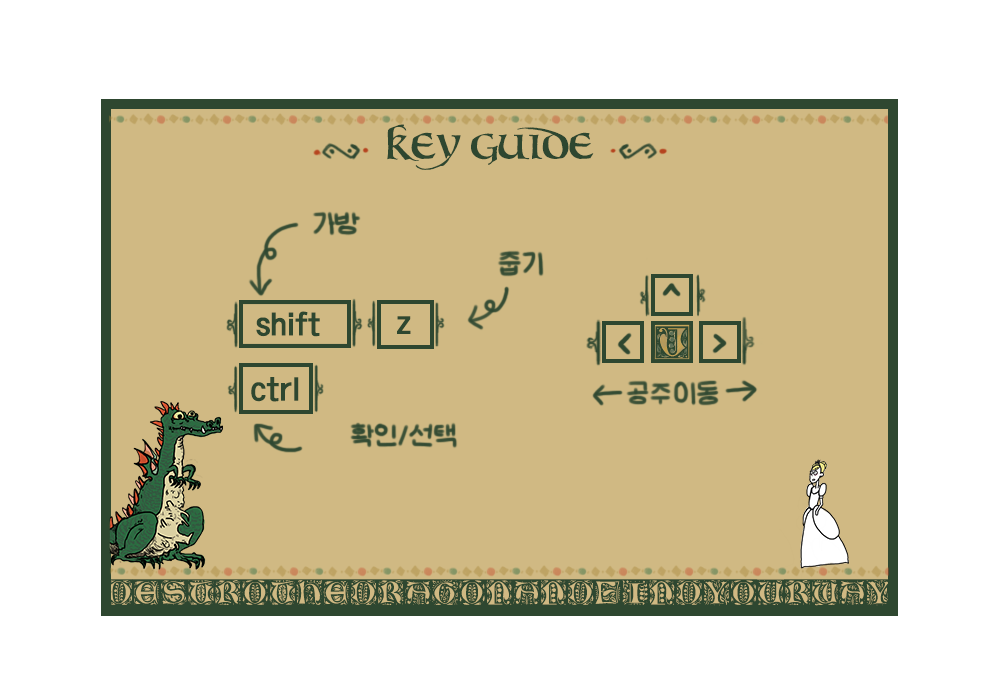 KEY GUIDE
가방
줍기
shift
z
^
<
>
ctrl
공주이동
확인/선택
DESTROYTHEDRAGONANDFINDYOURWAY